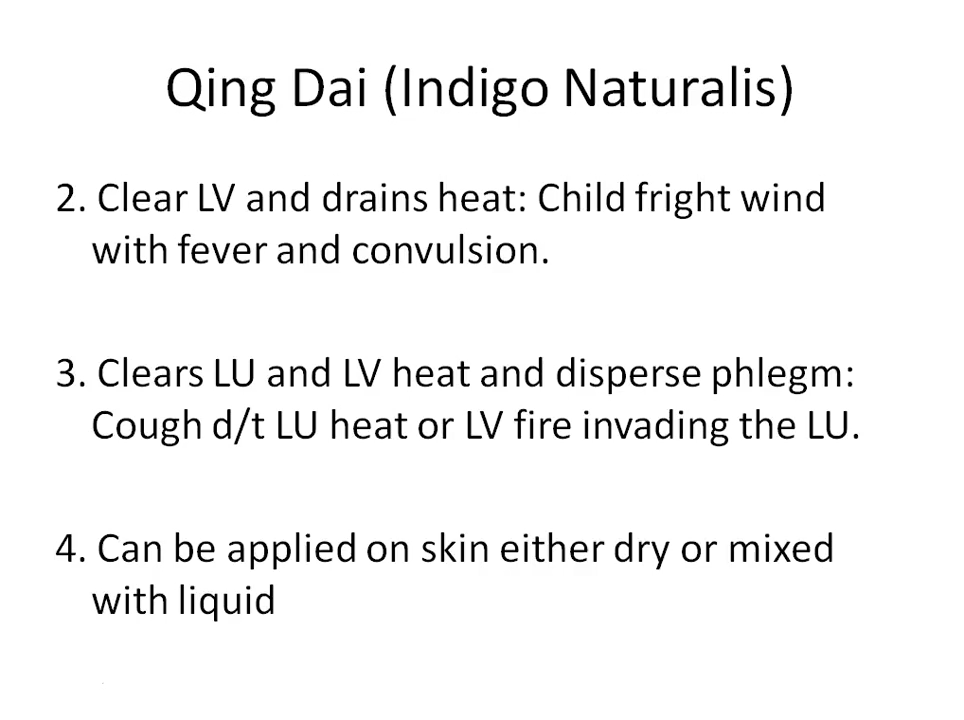 Qing Dai (Indigo Naturalis)
2. Clear LV and drains heat: Child fright wind
with fever and convulsion.
3. Clears LU and LV heat and disperse phlegm:
Cough d/t LU heat or LV fire invading the LU.
4. Can be applied on skin either dry or mixed
with liquid